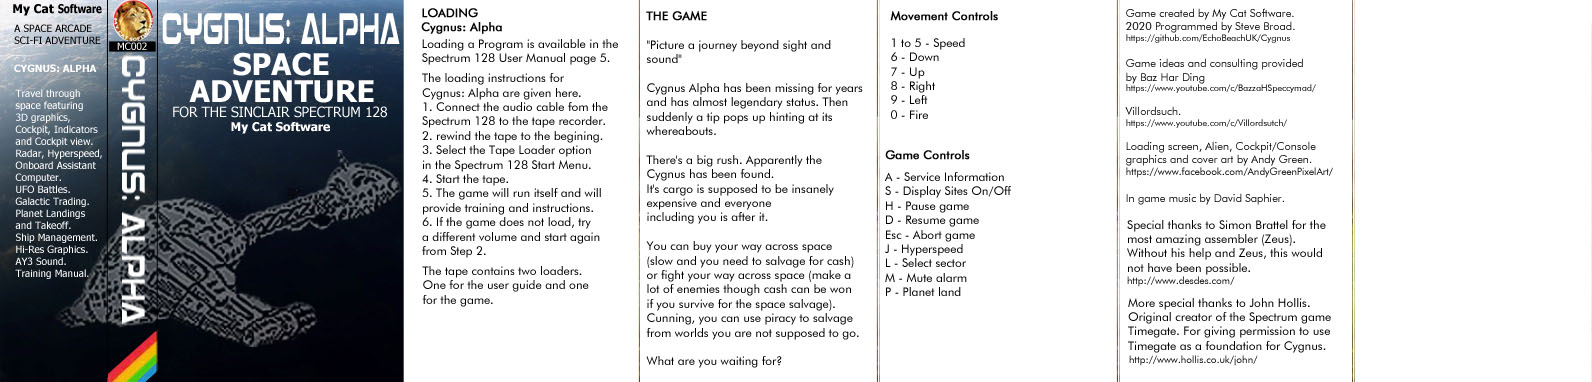 My Cat Software
A SPACE ARCADE
SCI-FI ADVENTURE
CYGNUS: ALPHA
Travel through
space featuring
3D graphics,
Cockpit, Indicators
and Cockpit view.
Radar, Hyperspeed,
Onboard Assistant
Computer.
UFO Battles.
Galactic Trading.
Planet Landings
and Takeoff.
Ship Management.
Hi-Res Graphics.
AY3 Sound.
Training Manual.
MC002
CYGNUS: ALPHA
CYGNUS: ALPHA
SPACE
ADVENTURE
FOR THE SINCLAIR SPECTRUM 128
My Cat Software
LOADING
Cygnus: Alpha
Loading a Program is available in the
Spectrum 128 User Manual page 5.
The loading instructions for
Cygnus: Alpha are given here.
1. Connect the audio cable fom the
Spectrum 128 to the tape recorder.
2. rewind the tape to the begining.
3. Select the Tape Loader option
in the Spectrum 128 Start Menu.
4. Start the tape.
5. The game will run itself and will
provide training and instructions.
6. If the game does not load, try
a different volume and start again
from Step 2.
The tape contains two loaders.
One for the user guide and one
for the game.
THE GAME
"Picture a journey beyond sight and
sound"
Cygnus Alpha has been missing for years
and has almost legendary status. Then
suddenly a tip pops up hinting at its
whereabouts.
There's a big rush. Apparently the
Cygnus has been found.
It's cargo is supposed to be insanely
expensive and everyone
including you is after it.
You can buy your way across space
(slow and you need to salvage for cash)
or fight your way across space (make a
lot of enemies though cash can be won
if you survive for the space salvage).
Cunning, you can use piracy to salvage
from worlds you are not supposed to go.
What are you waiting for?
Movement Controls
1 to 5 - Speed
6 - Down
7 - Up
8 - Right
9 - Left
0 - Fire
Game Controls
A - Service Information
S - Display Sites On/Off
H - Pause game
D - Resume game
Esc - Abort game
J - Hyperspeed
L - Select sector
M - Mute alarm
P - Planet land
Game created by My Cat Software.
2020 Programmed by Steve Broad.
https://github.com/EchoBeachUK/Cygnus
Game ideas and consulting provided
by Baz Har Ding
https://www.youtube.com/c/BazzaHSpeccymad/
Villordsuch.
https://www.youtube.com/c/Villordsutch/
Loading screen, Alien, Cockpit/Console
graphics and cover art by Andy Green.
https://www.facebook.com/AndyGreenPixelArt/
In game music by David Saphier.
Special thanks to Simon Brattel for the
most amazing assembler (Zeus).
Without his help and Zeus, this would
not have been possible.
http://www.desdes.com/
More special thanks to John Hollis.
Original creator of the Spectrum game
Timegate. For giving permission to use
Timegate as a foundation for Cygnus.
http://www.hollis.co.uk/john/